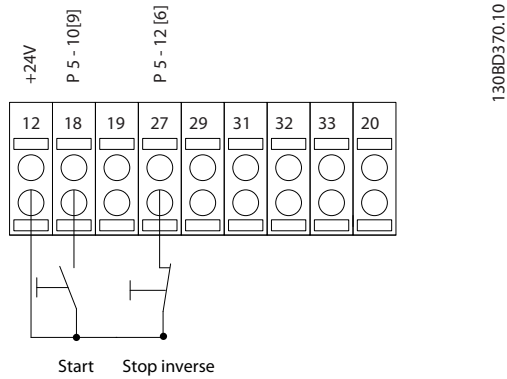 +24V
P 5 - 10[9]
P 5 - 12 [6]
130BD370.10
12 18 19 27 29 31 32 33 20
Start Stop inverse